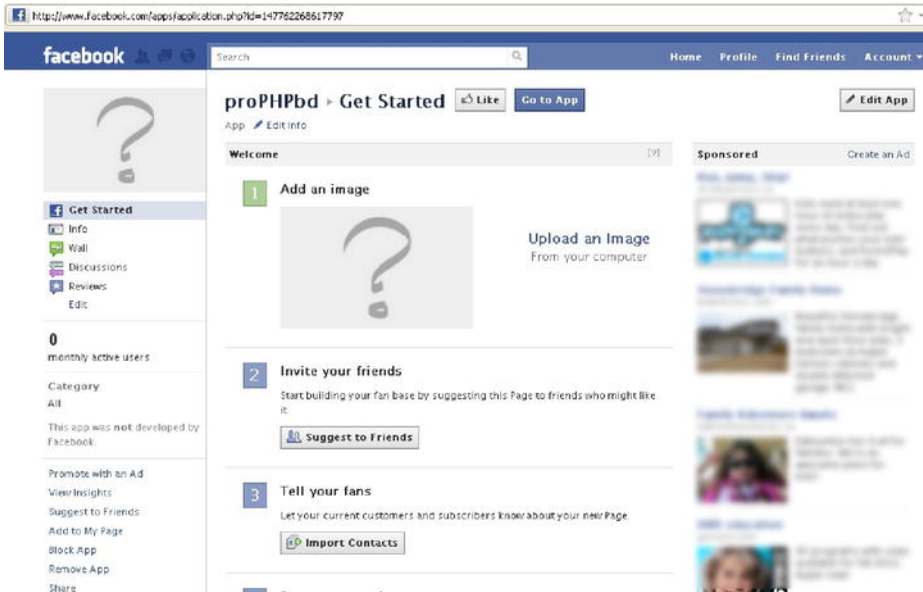 http://www.facebook.com/apps/application.php?id=147762268617797
facebook
Search
Home Profile Find Friends Account
proPHPbd ▸ Get Started Like Go to App
Edit App
App Edit Info
Get Started
Info
Wall
Discussions
Reviews
Edit
0
monthly active users
Category
All
This app was not developed by
Facebook.
Promote with an Ad
View Insights
Suggest to Friends
Add to My Page
Block App
Remove App
Share
Welcome [?]
1 Add an image
Upload an Image
From your computer
2 Invite your friends
Start building your fan base by suggesting this Page to friends who might like
it.
Suggest to Friends
3 Tell your fans
Let your current customers and subscribers know about your new Page.
Import Contacts
Sponsored Create an Ad